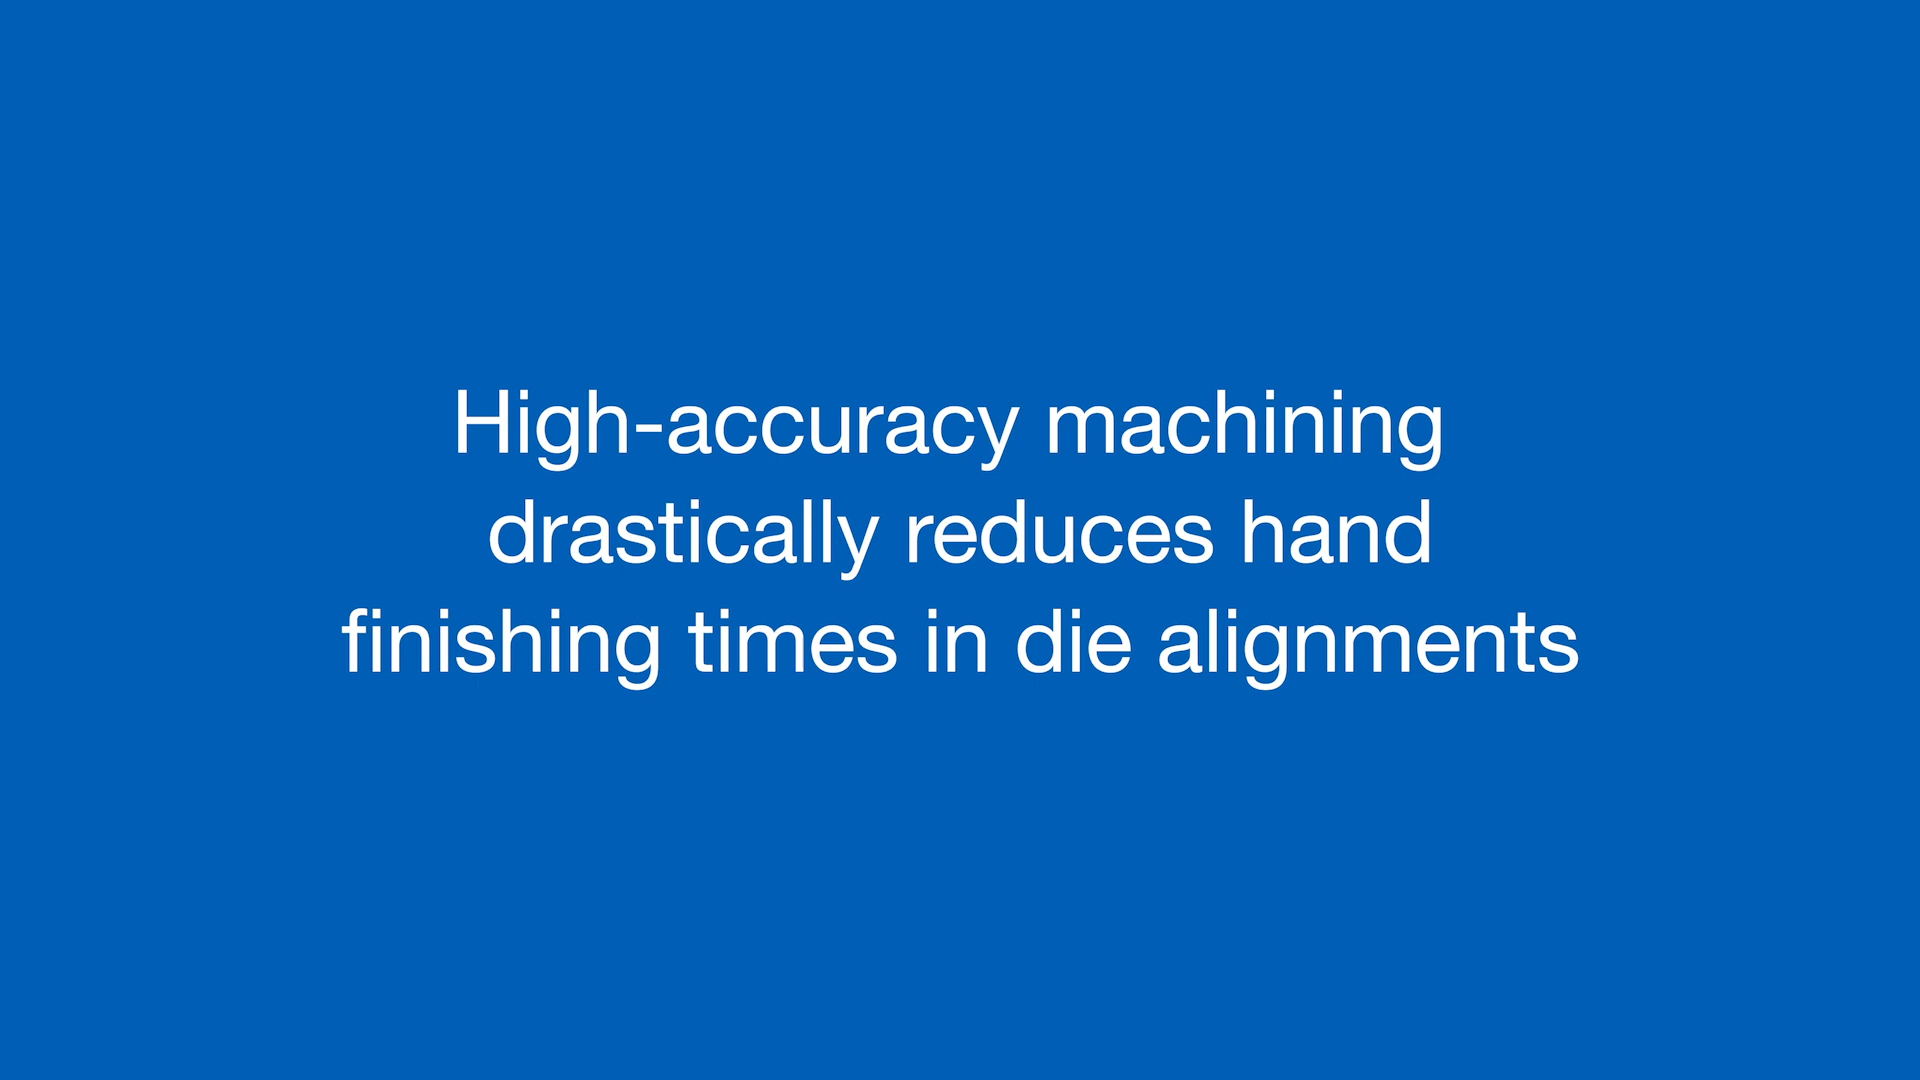 High-accuracy machining
drastically reduces hand
finishing times in die alignments